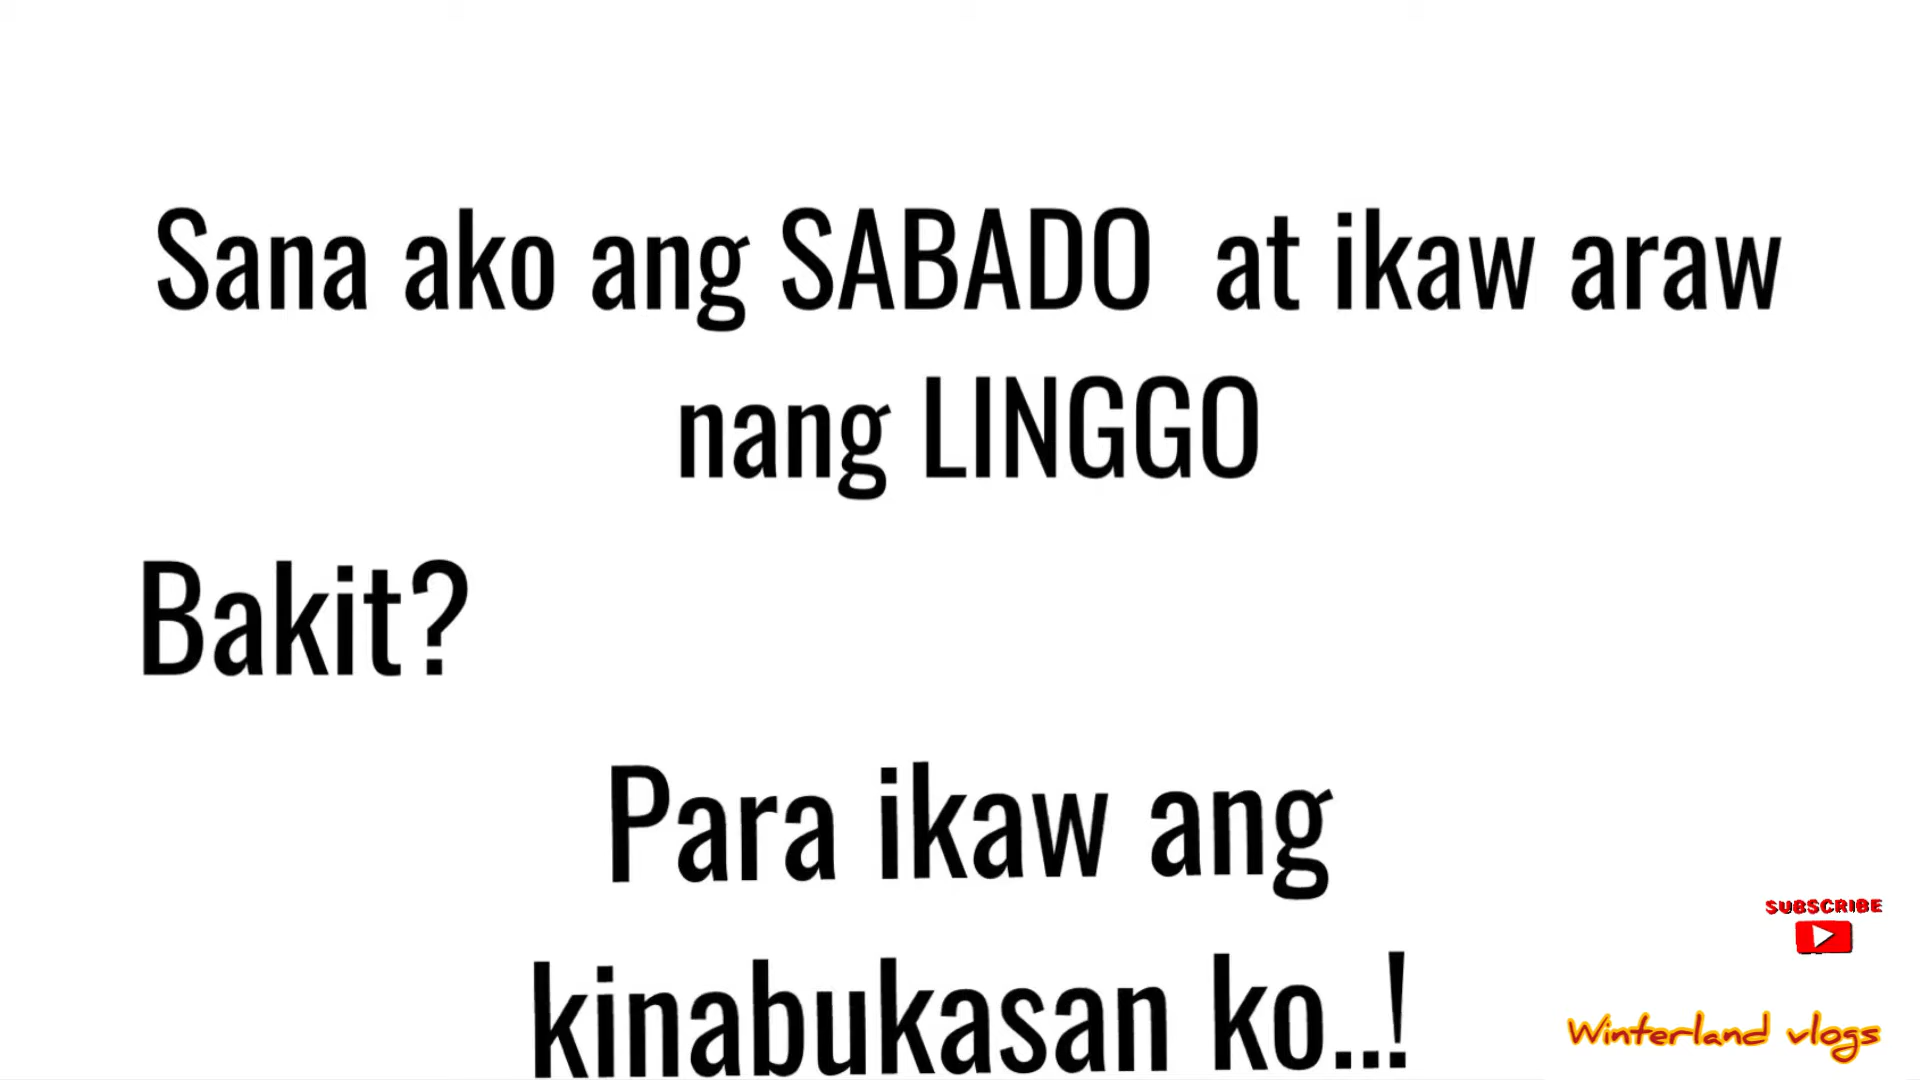 Sana ako ang SABADO at ikaw araw
nang LINGGO
Bakit?
Para ikaw ang
kinabukasan ko..!
SUBSCRIBE
Winterland vlogs